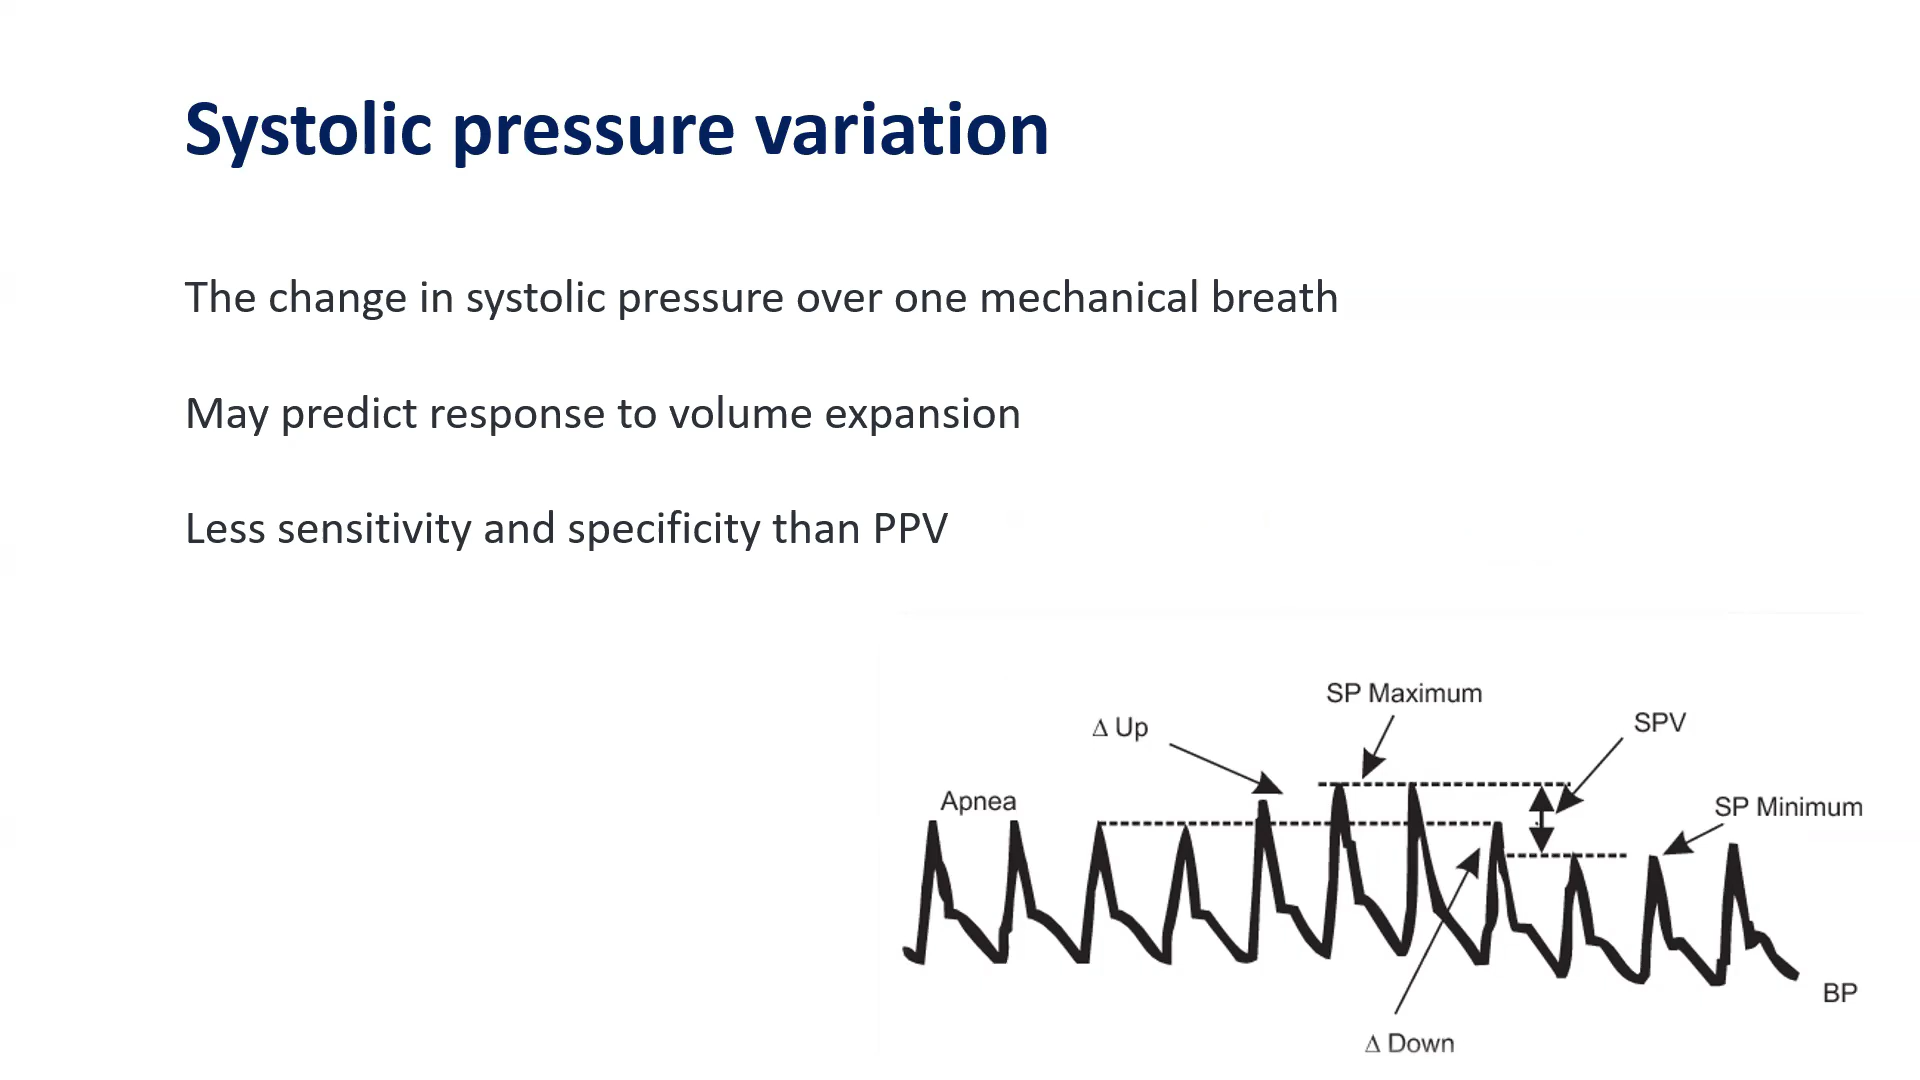 Systolic pressure variation
The change in systolic pressure over one mechanical breath
May predict response to volume expansion
Less sensitivity and specificity than PPV
SP Maximum
Δ Up
SPV
Apnea
SP Minimum
BP
Δ Down